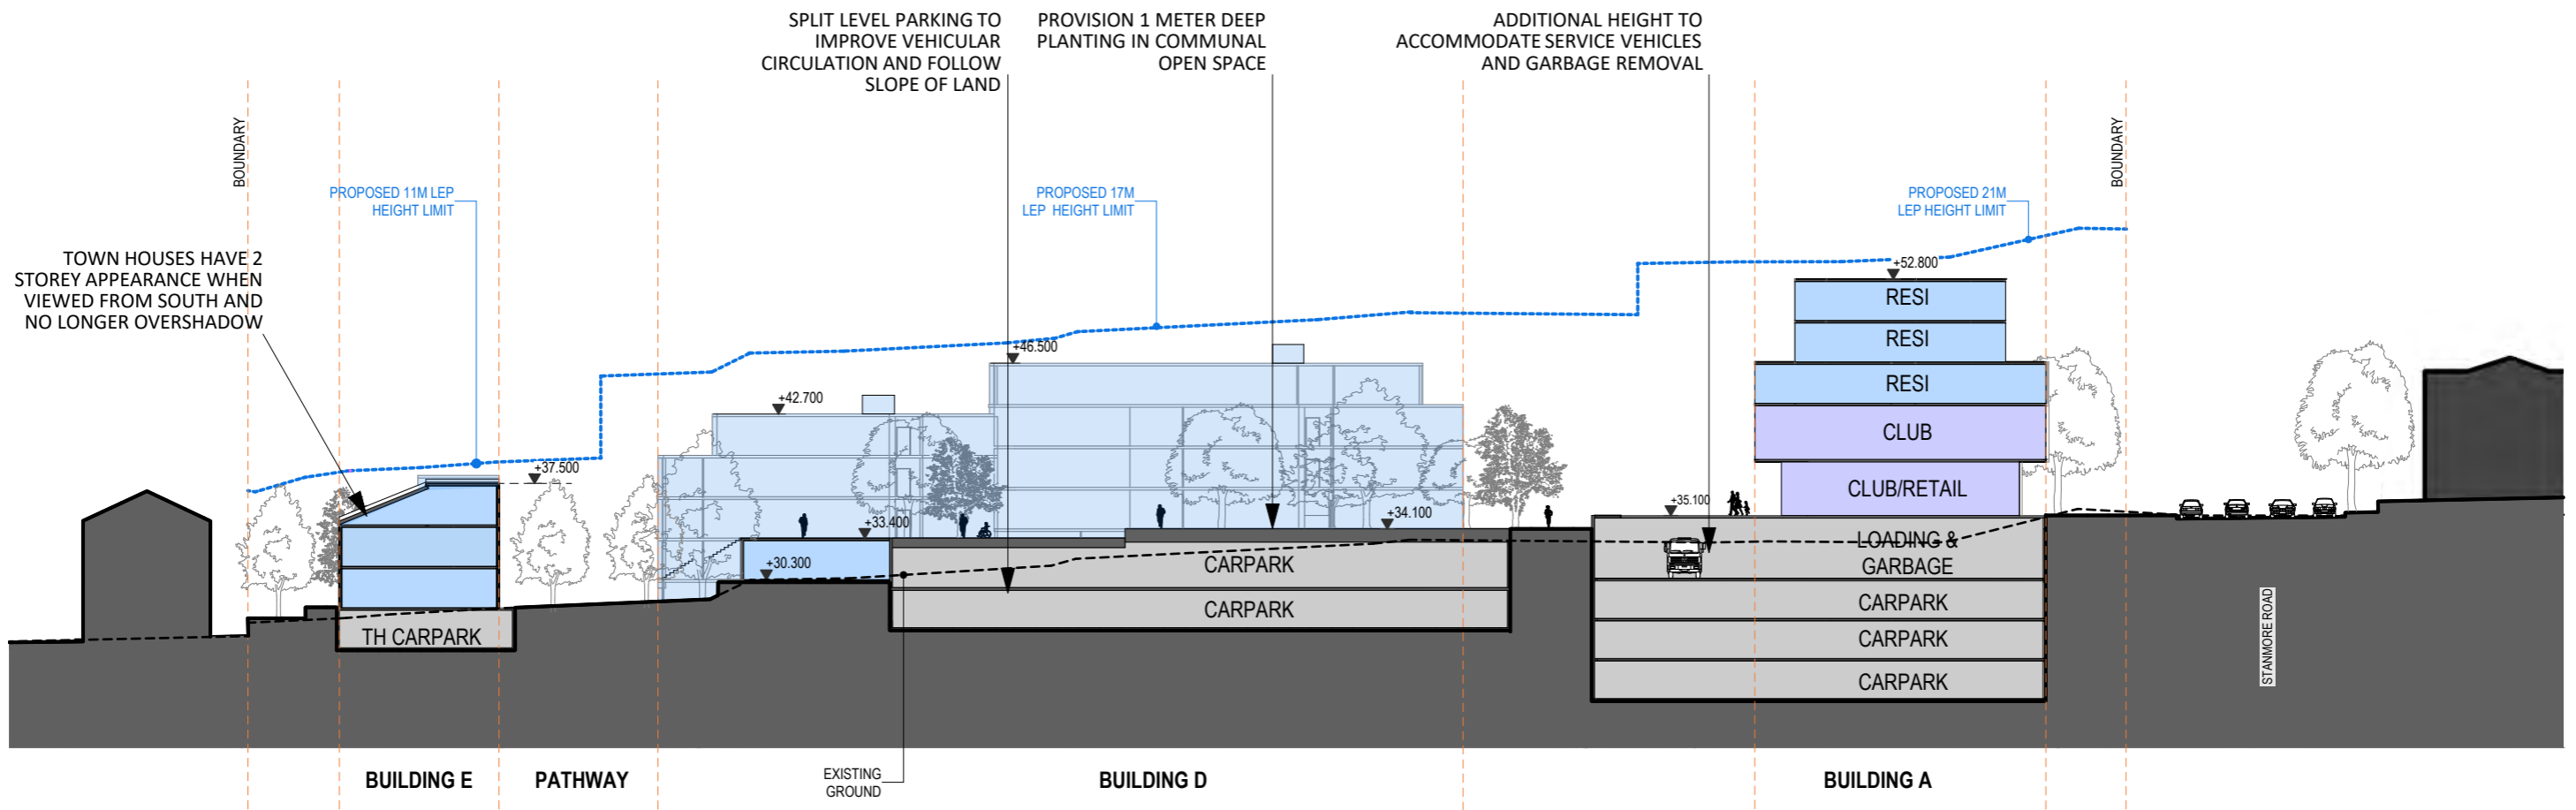 SPLIT LEVEL PARKING TO
IMPROVE VEHICULAR
CIRCULATION AND FOLLOW
SLOPE OF LAND
PROVISION 1 METER DEEP
PLANTING IN COMMUNAL
OPEN SPACE
ADDITIONAL HEIGHT TO
ACCOMMODATE SERVICE VEHICLES
AND GARBAGE REMOVAL
BOUNDARY
BOUNDARY
PROPOSED 11M LEP
HEIGHT LIMIT
PROPOSED 17M
LEP HEIGHT LIMIT
PROPOSED 21M
LEP HEIGHT LIMIT
TOWN HOUSES HAVE 2
STOREY APPEARANCE WHEN
VIEWED FROM SOUTH AND
NO LONGER OVERSHADOW
+52.800
RESI
RESI
RESI
CLUB
CLUB/RETAIL
+46.500
+42.700
+37.500
+35.100
+34.100
+33.400
+30.300
LOADING &
GARBAGE
CARPARK
CARPARK
CARPARK
CARPARK
CARPARK
TH CARPARK
STANMORE ROAD
EXISTING
GROUND
BUILDING E
PATHWAY
BUILDING D
BUILDING A